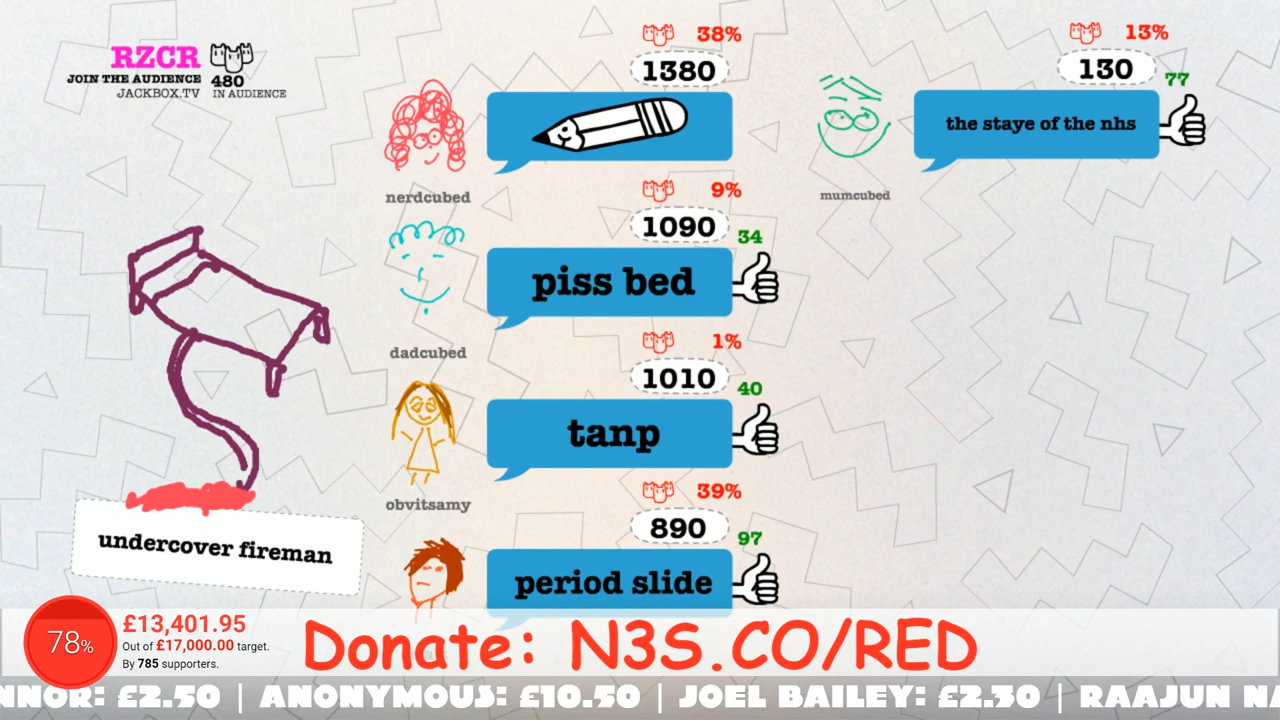 RZCR
JOIN THE AUDIENCE
JACKBOX.TV
480
IN AUDIENCE
38%
1380
nerdcubed
9%
1090
34
piss bed
dadcubed
1%
1010
40
tanp
obvitsamy
39%
890
97
period slide
13%
130
77
the staye of the nhs
mumcubed
undercover fireman
78%
£13,401.95
Out of £17,000.00 target.
By 785 supporters.
Donate: N3S.CO/RED
NNOR: £2.50 | ANONYMOUS: £10.50 | JOEL BAILEY: £2.30 | RAAJUN NA